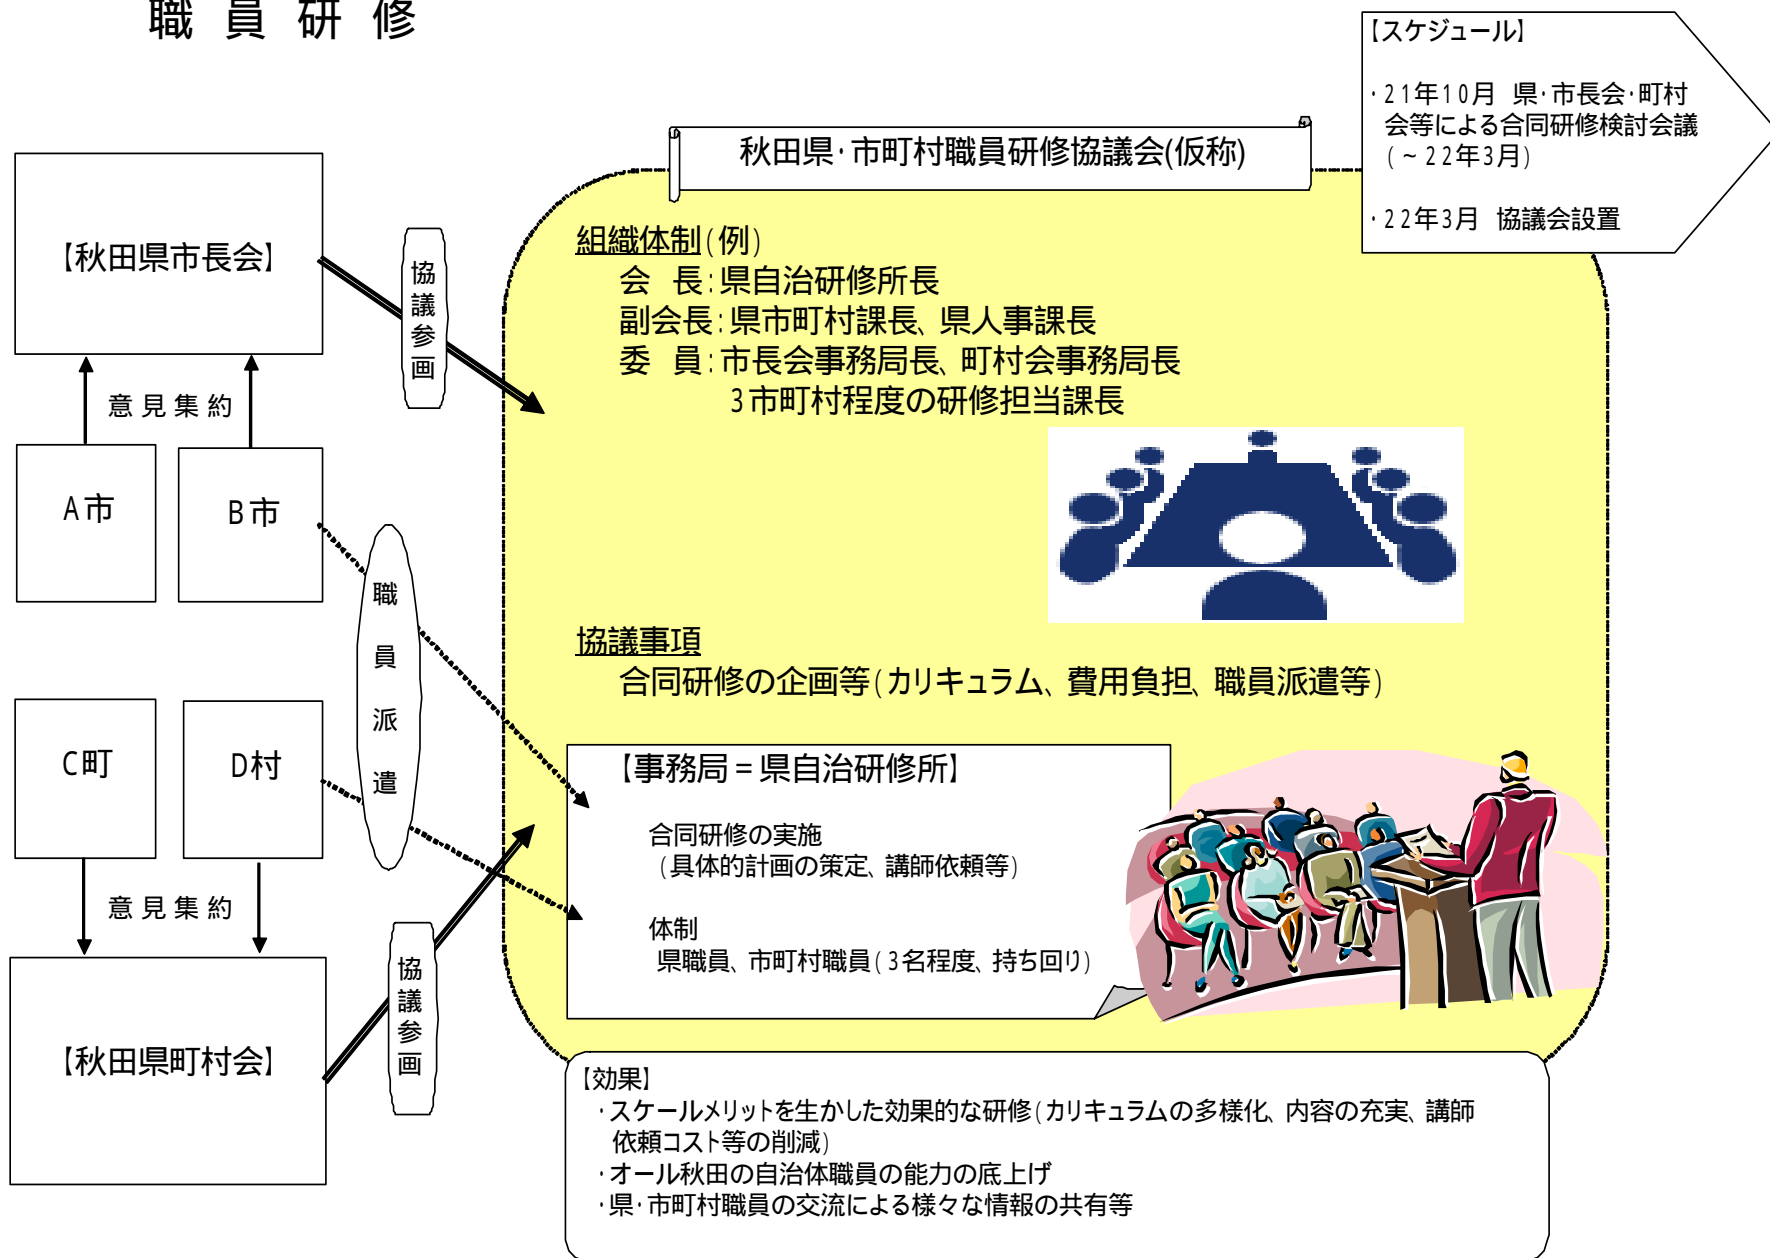 職員研修
【スケジュール】
・21年10月 県・市長会・町村
会等による合同研修検討会議
(~22年3月)
・22年3月 協議会設置
秋田県・市町村職員研修協議会(仮称)
組織体制(例)
会 長:県自治研修所長
副会長:県市町村課長、県人事課長
委 員:市長会事務局長、町村会事務局長
3市町村程度の研修担当課長
【秋田県市長会】
協議参画
意見集約
A市
B市
職員派遣
C町
D村
意見集約
【秋田県町村会】
協議参画
協議事項
合同研修の企画等(カリキュラム、費用負担、職員派遣等)
【事務局=県自治研修所】
合同研修の実施
(具体的計画の策定、講師依頼等)
体制
県職員、市町村職員(3名程度、持ち回り)
【効果】
・スケールメリットを生かした効果的な研修(カリキュラムの多様化、内容の充実、講師
依頼コスト等の削減)
・オール秋田の自治体職員の能力の底上げ
・県・市町村職員の交流による様々な情報の共有等